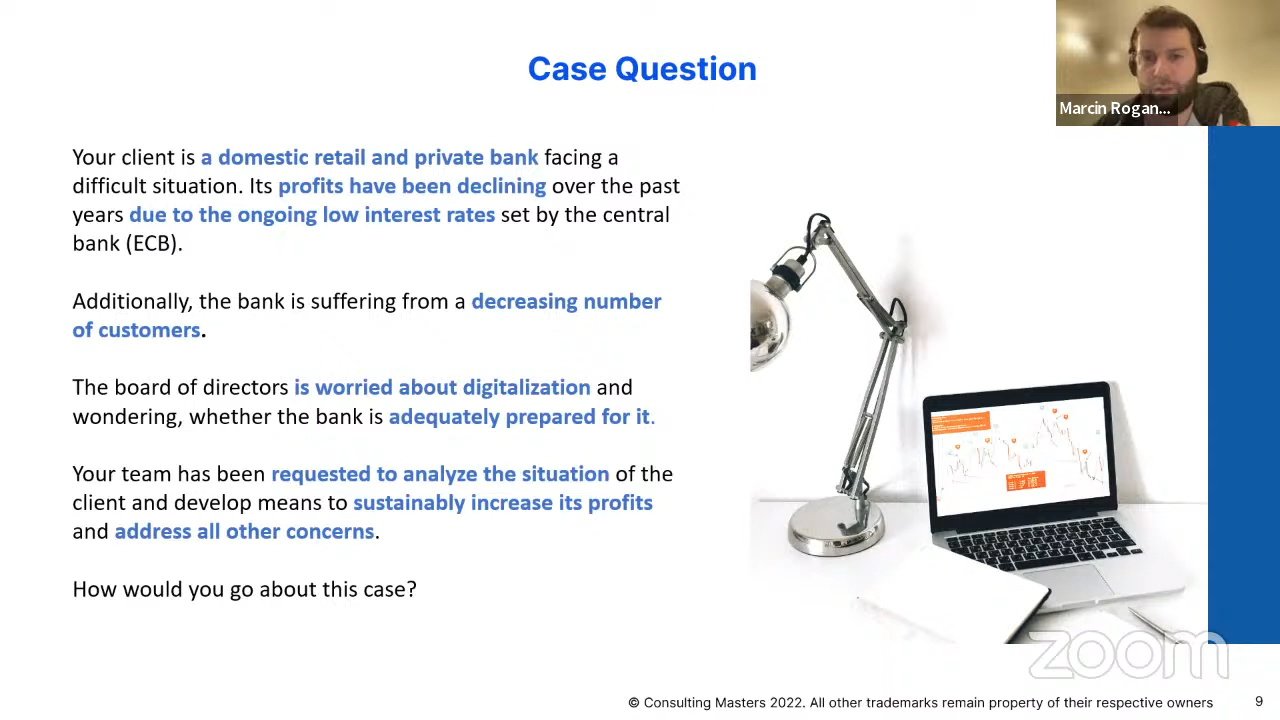 Case Question
Marcin Rogan...
Your client is a domestic retail and private bank facing a
difficult situation. Its profits have been declining over the past
years due to the ongoing low interest rates set by the central
bank (ECB).
Additionally, the bank is suffering from a decreasing number
of customers.
The board of directors is worried about digitalization and
wondering, whether the bank is adequately prepared for it.
Your team has been requested to analyze the situation of the
client and develop means to sustainably increase its profits
and address all other concerns.
How would you go about this case?
zoom
© Consulting Masters 2022. All other trademarks remain property of their respective owners
9